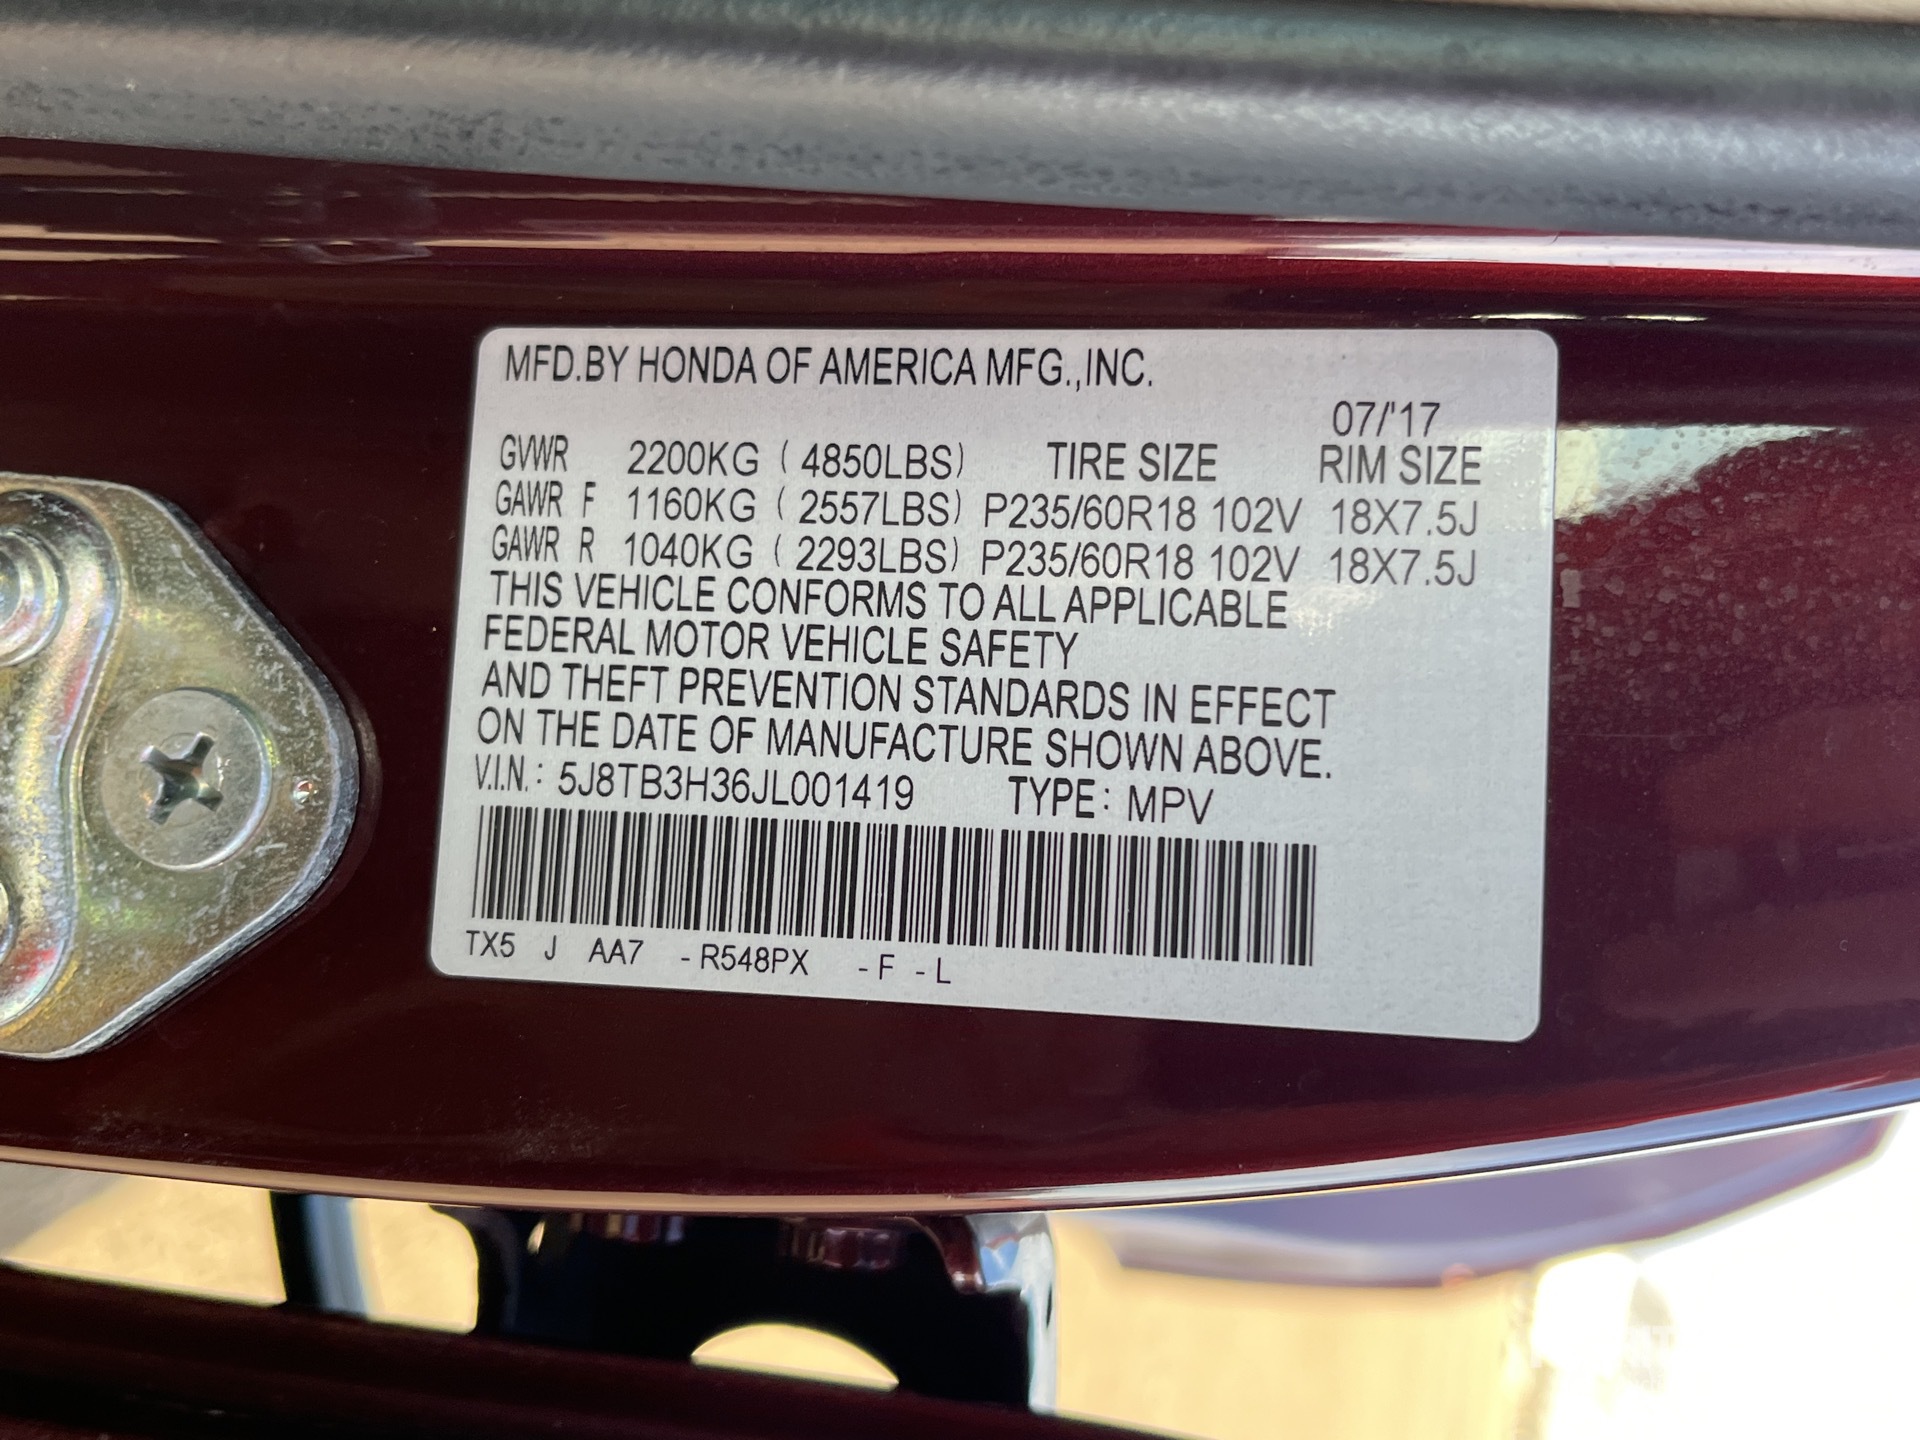 MFD.BY HONDA OF AMERICA MFG.,INC.
07/'17
GVWR 2200KG ( 4850LBS) TIRE SIZE RIM SIZE
GAWR F 1160KG ( 2557LBS) P235/60R18 102V 18X7.5J
GAWR R 1040KG ( 2293LBS) P235/60R18 102V 18X7.5J
THIS VEHICLE CONFORMS TO ALL APPLICABLE
FEDERAL MOTOR VEHICLE SAFETY
AND THEFT PREVENTION STANDARDS IN EFFECT
ON THE DATE OF MANUFACTURE SHOWN ABOVE.
V.I.N.: 5J8TB3H36JL001419 TYPE: MPV
TX5 J AA7 -R548PX -F -L